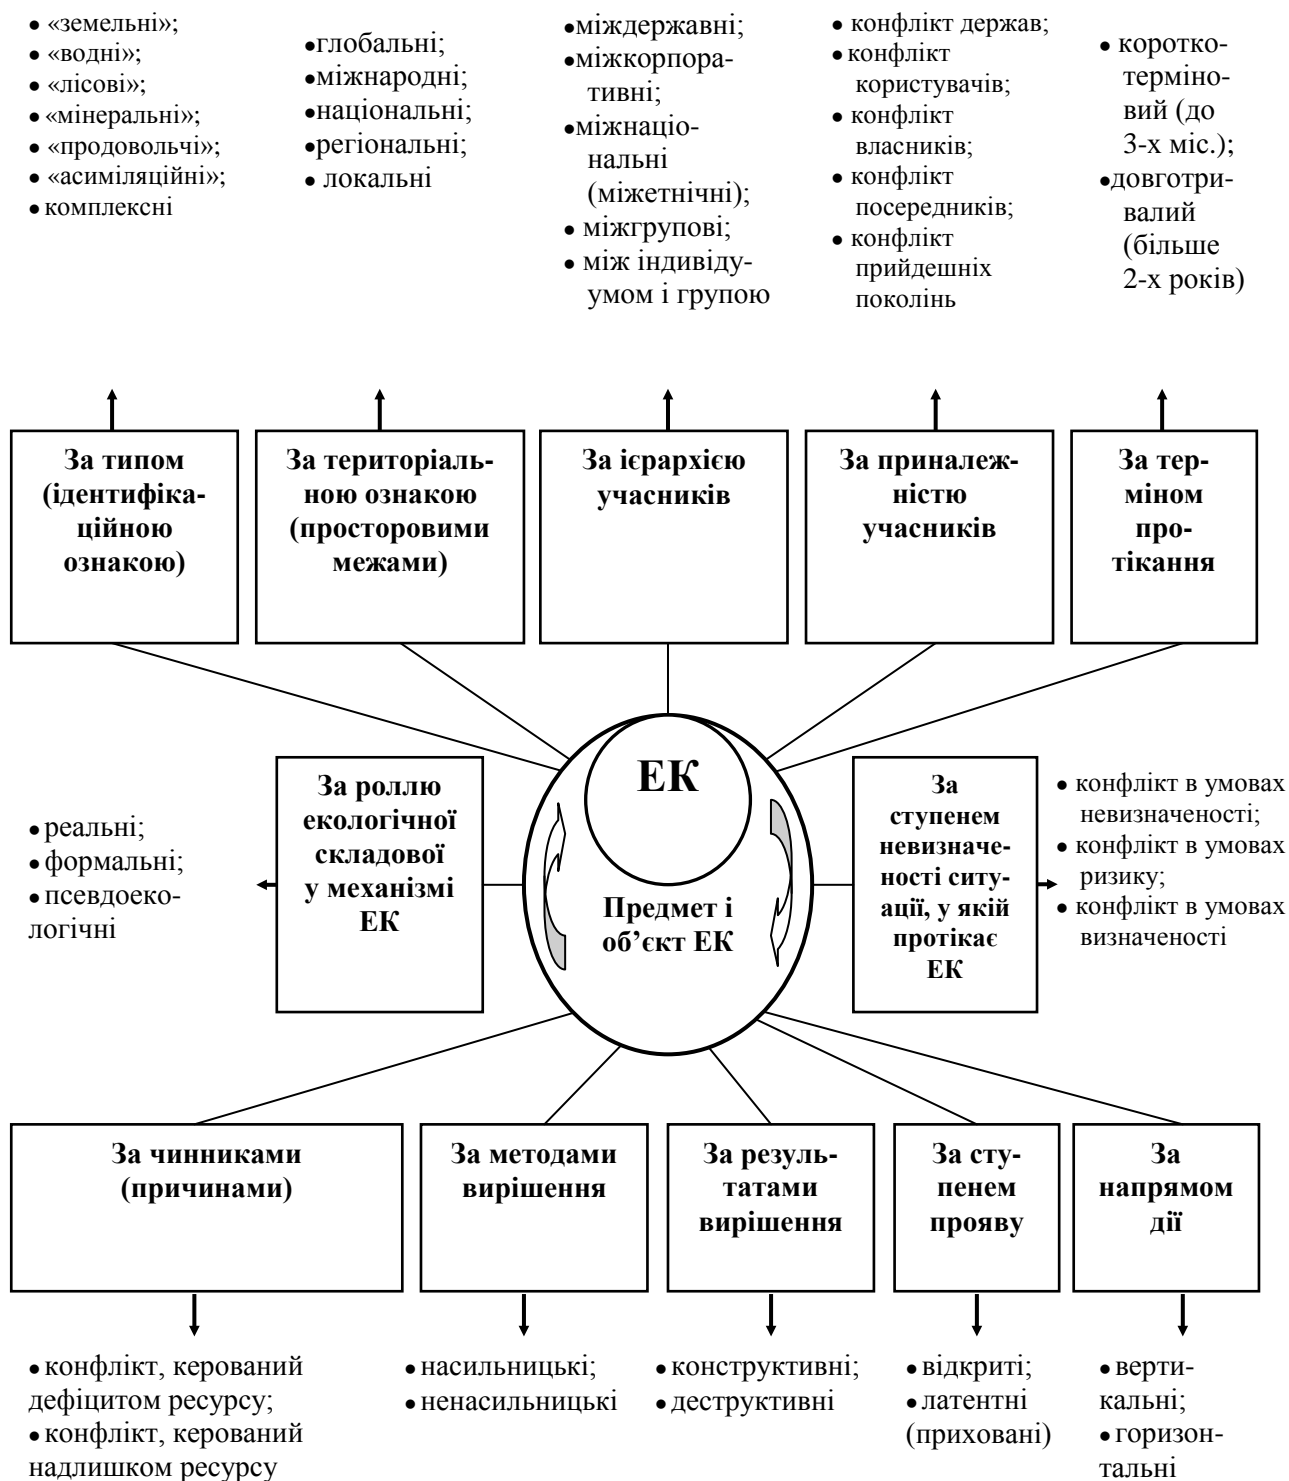 ● «земельні»;
● «водні»;
● «лісові»;
● «мінеральні»;
● «продовольчі»;
● «асиміляційні»;
● комплексні
●глобальні;
●міжнародні;
●національні;
●регіональні;
● локальні
●міждержавні;
●міжкорпора-
тивні;
●міжнаціо-
нальні
(міжетнічні);
● міжгрупові;
● між індивіду-
умом і групою
● конфлікт держав;
●конфлікт
користувачів;
● конфлікт
власників;
● конфлікт
посередників;
● конфлікт
прийдешніх
поколінь
● коротко-
терміно-
вий (до
3-х міс.);
●довготри-
валий
(більше
2-х років)
За типом
(ідентифіка-
ційною
ознакою)
За територіаль-
ною ознакою
(просторовими
межами)
За ієрархією
учасників
За приналеж-
ністю
учасників
За тер-
міном
про-
тікання
● реальні;
● формальні;
● псевдоеко-
логічні
За роллю
екологічної
складової
у механізмі
ЕК
ЕК
Предмет і
об’єкт ЕК
За
ступенем
невизначе-
ності ситу-
ації, у якій
протікає
ЕК
● конфлікт в умовах
невизначеності;
● конфлікт в умовах
ризику;
● конфлікт в умовах
визначеності
За чинниками
(причинами)
За методами
вирішення
За резуль-
татами
вирішення
За сту-
пенем
прояву
За
напрямом
дії
● конфлікт, керований
дефіцитом ресурсу;
● конфлікт, керований
надлишком ресурсу
● насильницькі;
● ненасильницькі
● конструктивні;
● деструктивні
● відкриті;
● латентні
(приховані)
● верти-
кальні;
● горизон-
тальні